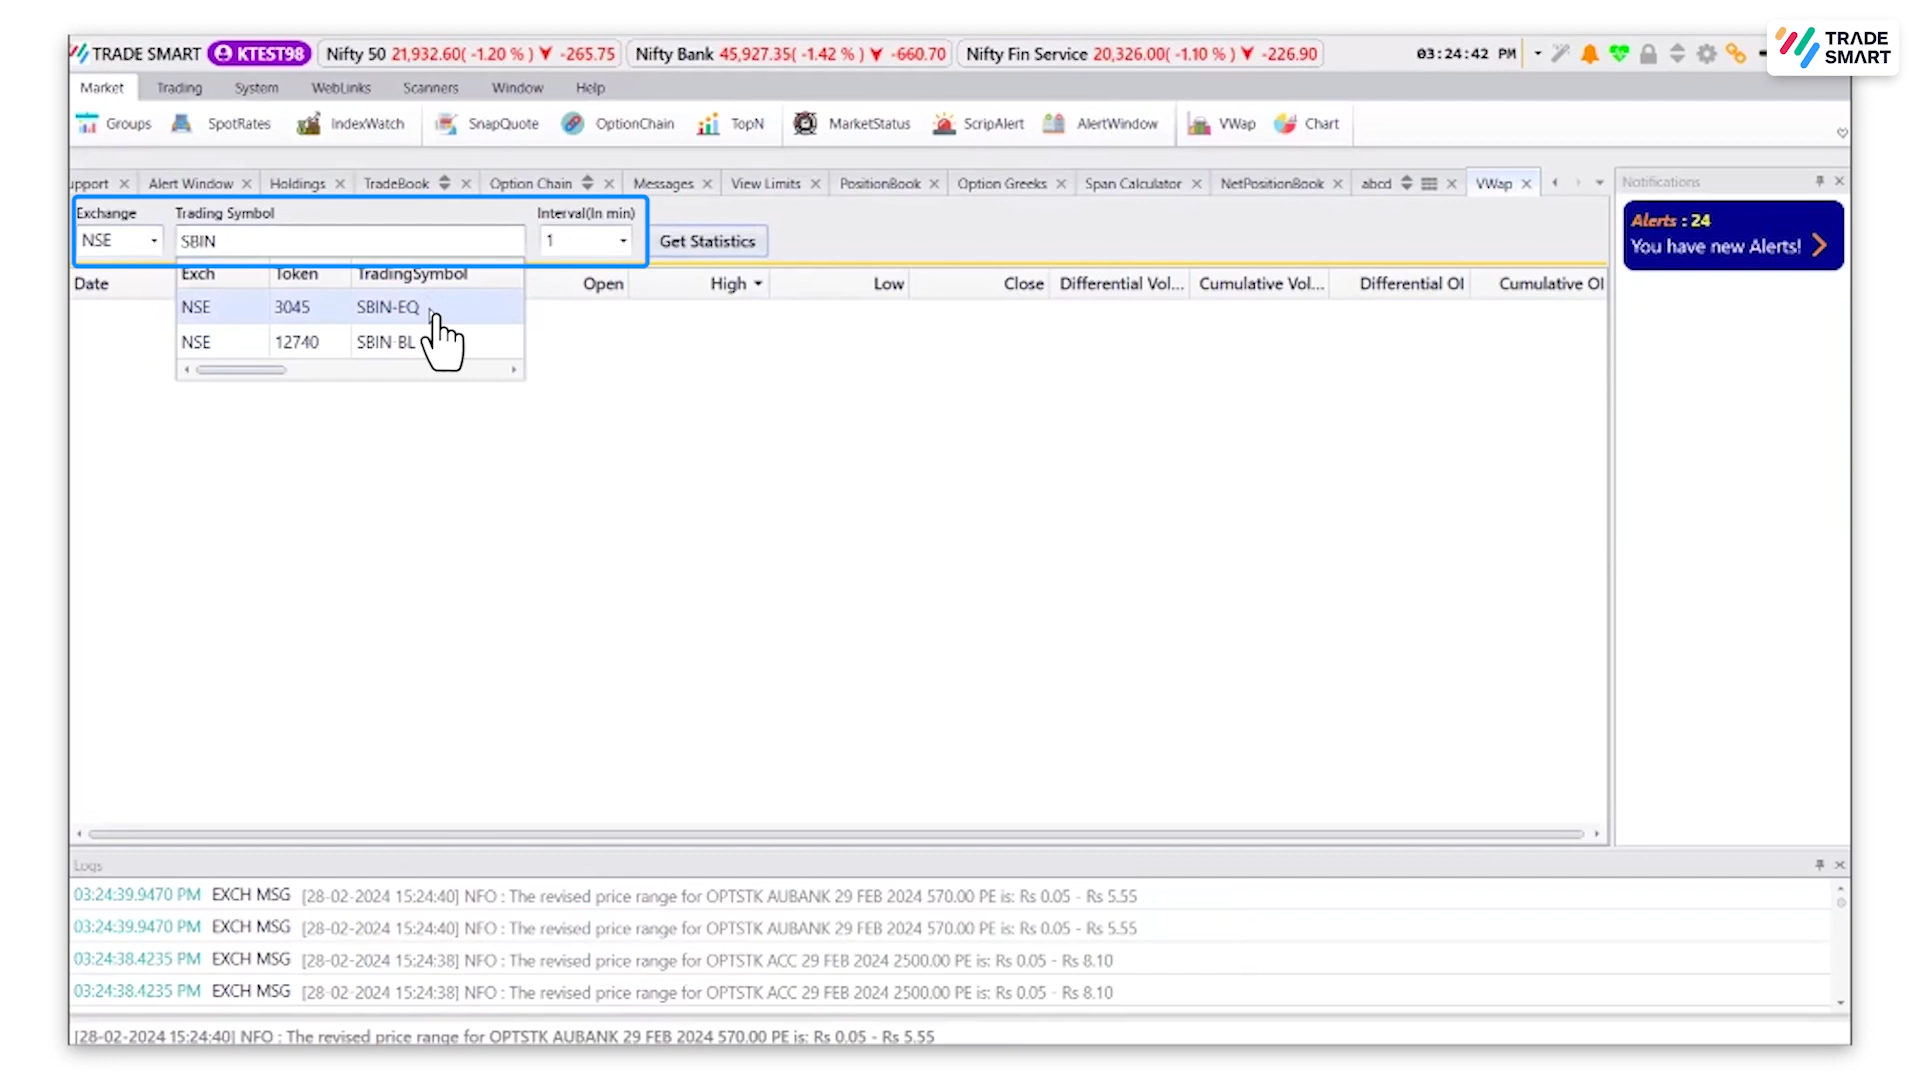 TRADE SMART KTEST98 Nifty 50 21,932.60( -1.20 % ) -265.75 Nifty Bank 45,927.35( -1.42 % ) -660.70 Nifty Fin Service 20,326.00( -1.10 % ) -226.90 03:24:42 PM
TRADE
SMART
Market Trading System WebLinks Scanners Window Help
Groups SpotRates IndexWatch SnapQuote OptionChain TopN MarketStatus ScripAlert AlertWindow VWap Chart
upport Alert Window Holdings TradeBook Option Chain Messages View Limits PositionBook Option Greeks Span Calculator NetPositionBook abcd VWap
Notifications
Alerts : 24
You have new Alerts!
Exchange Trading Symbol Interval(In min)
NSE SBIN 1 Get Statistics
Date Open High Low Close Differential Vol... Cumulative Vol... Differential OI Cumulative OI
Exch Token TradingSymbol
NSE 3045 SBIN-EQ
NSE 12740 SBIN-BL
Logs
03:24:39.9470 PM EXCH MSG [28-02-2024 15:24:40] NFO : The revised price range for OPTSTK AUBANK 29 FEB 2024 570.00 PE is: Rs 0.05 - Rs 5.55
03:24:39.9470 PM EXCH MSG [28-02-2024 15:24:40] NFO : The revised price range for OPTSTK AUBANK 29 FEB 2024 570.00 PE is: Rs 0.05 - Rs 5.55
03:24:38.4235 PM EXCH MSG [28-02-2024 15:24:38] NFO : The revised price range for OPTSTK ACC 29 FEB 2024 2500.00 PE is: Rs 0.05 - Rs 8.10
03:24:38.4235 PM EXCH MSG [28-02-2024 15:24:38] NFO : The revised price range for OPTSTK ACC 29 FEB 2024 2500.00 PE is: Rs 0.05 - Rs 8.10
[28-02-2024 15:24:40] NFO : The revised price range for OPTSTK AUBANK 29 FEB 2024 570.00 PE is: Rs 0.05 - Rs 5.55